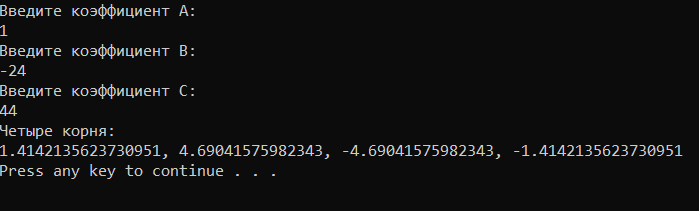 Введите коэффициент A:
1
Введите коэффициент B:
-24
Введите коэффициент C:
44
Четыре корня:
1.4142135623730951, 4.69041575982343, -4.69041575982343, -1.4142135623730951
Press any key to continue . . .